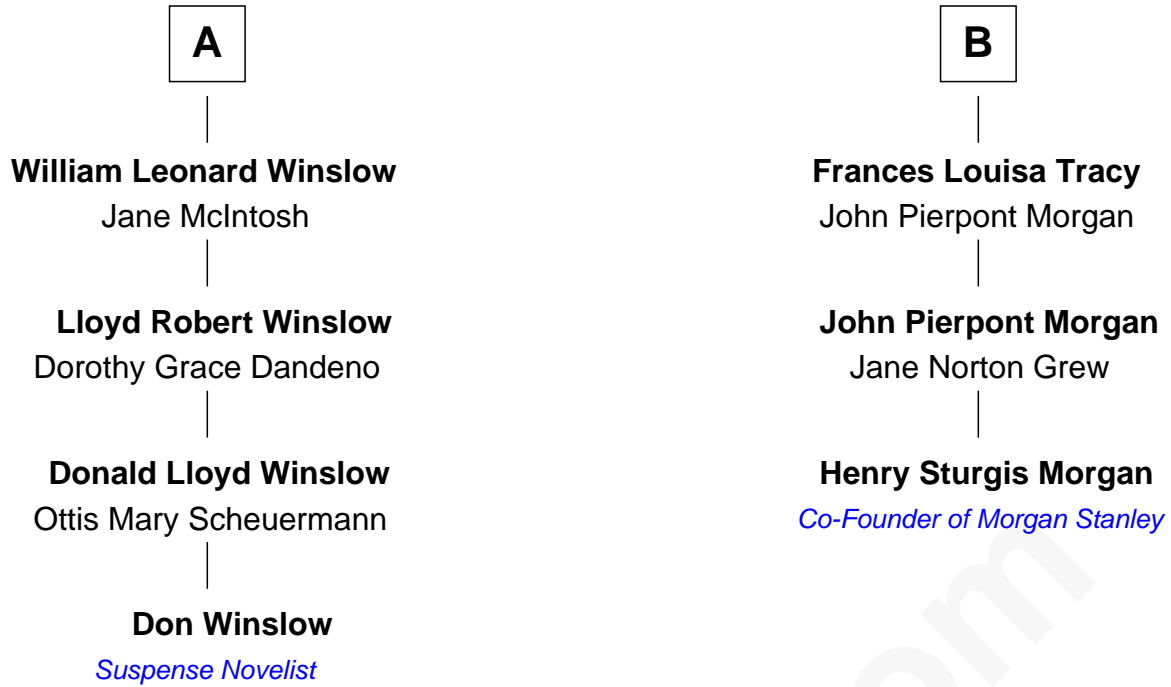 A
William Leonard Winslow
Jane McIntosh
Lloyd Robert Winslow
Dorothy Grace Dandeno
Donald Lloyd Winslow
Ottis Mary Scheuermann
Don Winslow
Suspense Novelist
B
Frances Louisa Tracy
John Pierpont Morgan
John Pierpont Morgan
Jane Norton Grew
Henry Sturgis Morgan
Co-Founder of Morgan Stanley
om